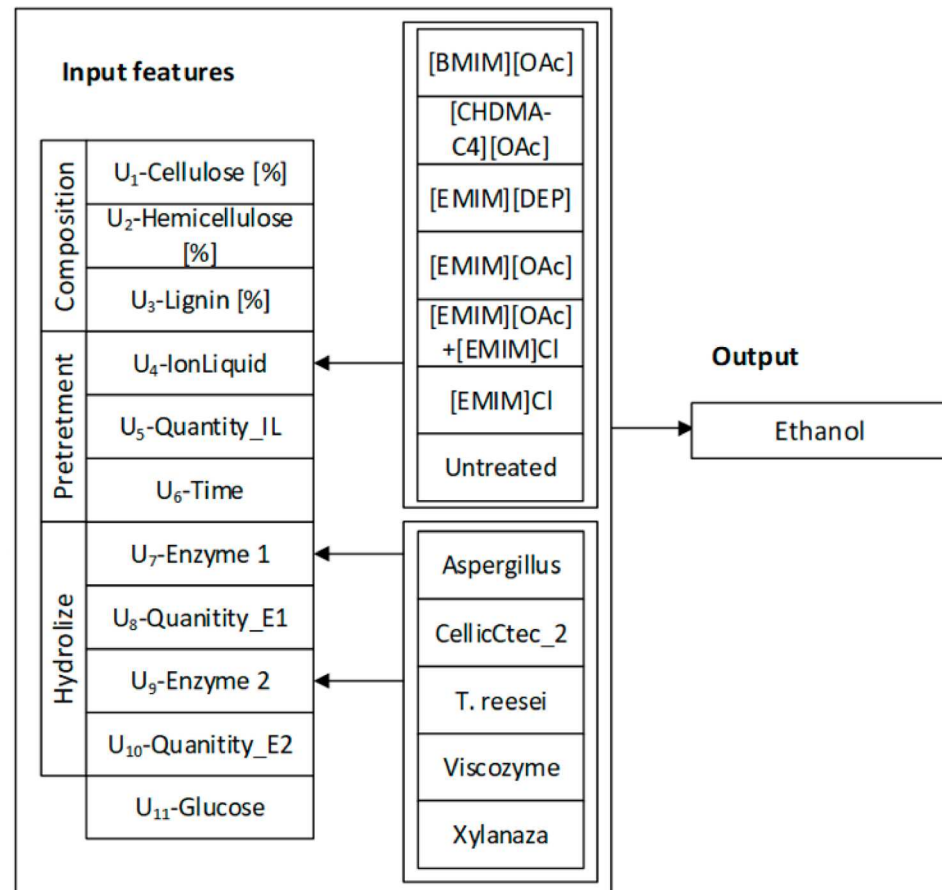 Input features
Composition
U₁-Cellulose [%]
U₂-Hemicellulose
[%]
U₃-Lignin [%]
Pretretment
U₄-IonLiquid
U₅-Quantity_IL
U₆-Time
Hydrolize
U₇-Enzyme 1
U₈-Quanitity_E1
U₉-Enzyme 2
U₁₀-Quanitity_E2
U₁₁-Glucose
[BMIM][OAc]
[CHDMA-
C4][OAc]
[EMIM][DEP]
[EMIM][OAc]
[EMIM][OAc]
+[EMIM]Cl
[EMIM]Cl
Untreated
Aspergillus
CellicCtec_2
T. reesei
Viscozyme
Xylanaza
Output
Ethanol